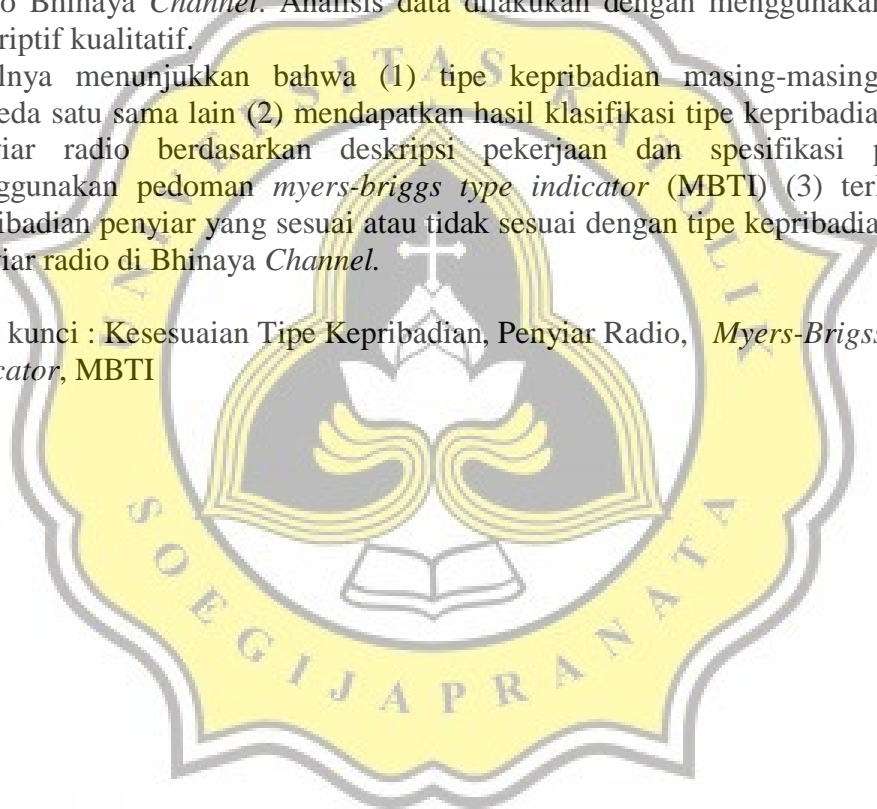 o Bhinaya Channel. Analisis data dilakukan dengan menggunakan
riptif kualitatif.
lnya menunjukkan bahwa (1) tipe kepribadian masing-masing
eda satu sama lain (2) mendapatkan hasil klasifikasi tipe kepribadia
iar radio berdasarkan deskripsi pekerjaan dan spesifikasi p
ggunakan pedoman myers-briggs type indicator (MBTI) (3) ter
ibadian penyiar yang sesuai atau tidak sesuai dengan tipe kepribadia
iar radio di Bhinaya Channel.
kunci : Kesesuaian Tipe Kepribadian, Penyiar Radio, Myers-Brigss
cator, MBTI
UNIVERSITAS KATOLIK
SOEGIJAPRANATA